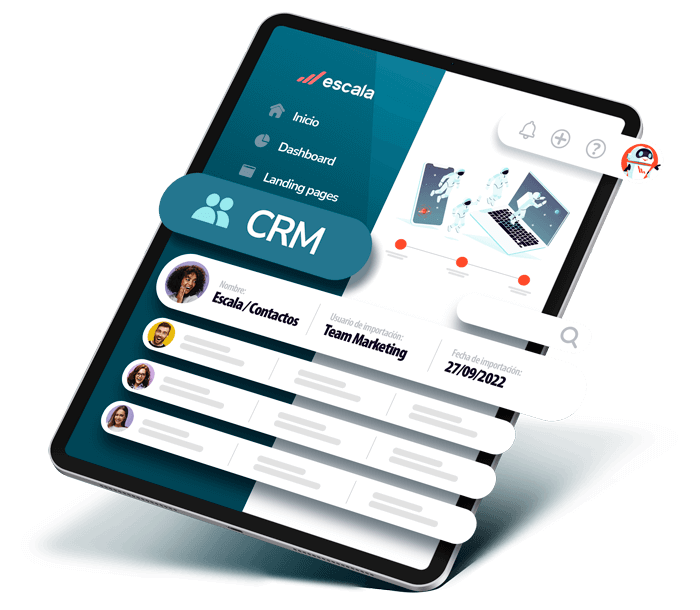 escala
Inicio
Dashboard
Landing pages
CRM
Nombre:
Escala / Contactos
Usuario de importación:
Team Marketing
Fecha de importación:
27/09/2022